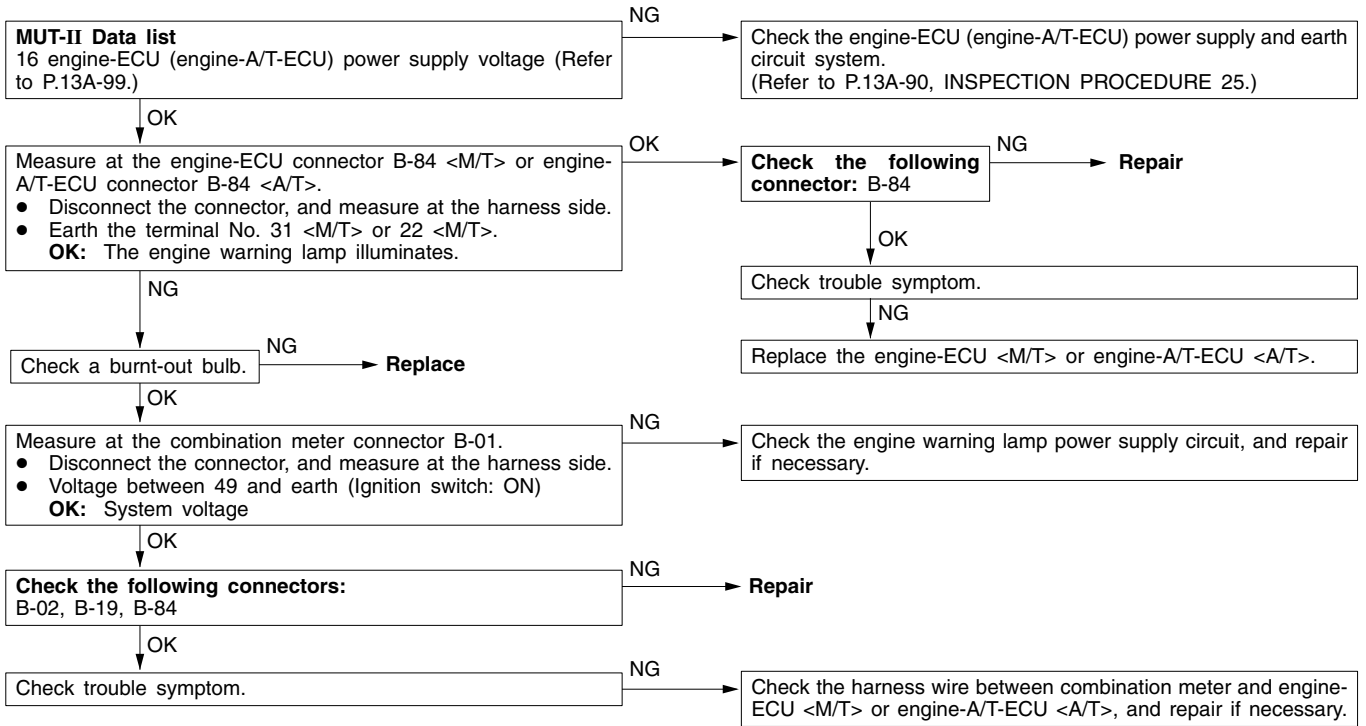 MUT-II Data list
16 engine-ECU (engine-A/T-ECU) power supply voltage (Refer
to P.13A-99.)
NG
Check the engine-ECU (engine-A/T-ECU) power supply and earth
circuit system.
(Refer to P.13A-90, INSPECTION PROCEDURE 25.)
OK
Measure at the engine-ECU connector B-84 <M/T> or engine-
A/T-ECU connector B-84 <A/T>.
● Disconnect the connector, and measure at the harness side.
● Earth the terminal No. 31 <M/T> or 22 <M/T>.
OK: The engine warning lamp illuminates.
OK
Check the following
connector: B-84
NG
Repair
OK
Check trouble symptom.
NG
Replace the engine-ECU <M/T> or engine-A/T-ECU <A/T>.
NG
Check a burnt-out bulb.
NG
Replace
OK
Measure at the combination meter connector B-01.
● Disconnect the connector, and measure at the harness side.
● Voltage between 49 and earth (Ignition switch: ON)
OK: System voltage
NG
Check the engine warning lamp power supply circuit, and repair
if necessary.
OK
Check the following connectors:
B-02, B-19, B-84
NG
Repair
OK
Check trouble symptom.
NG
Check the harness wire between combination meter and engine-
ECU <M/T> or engine-A/T-ECU <A/T>, and repair if necessary.